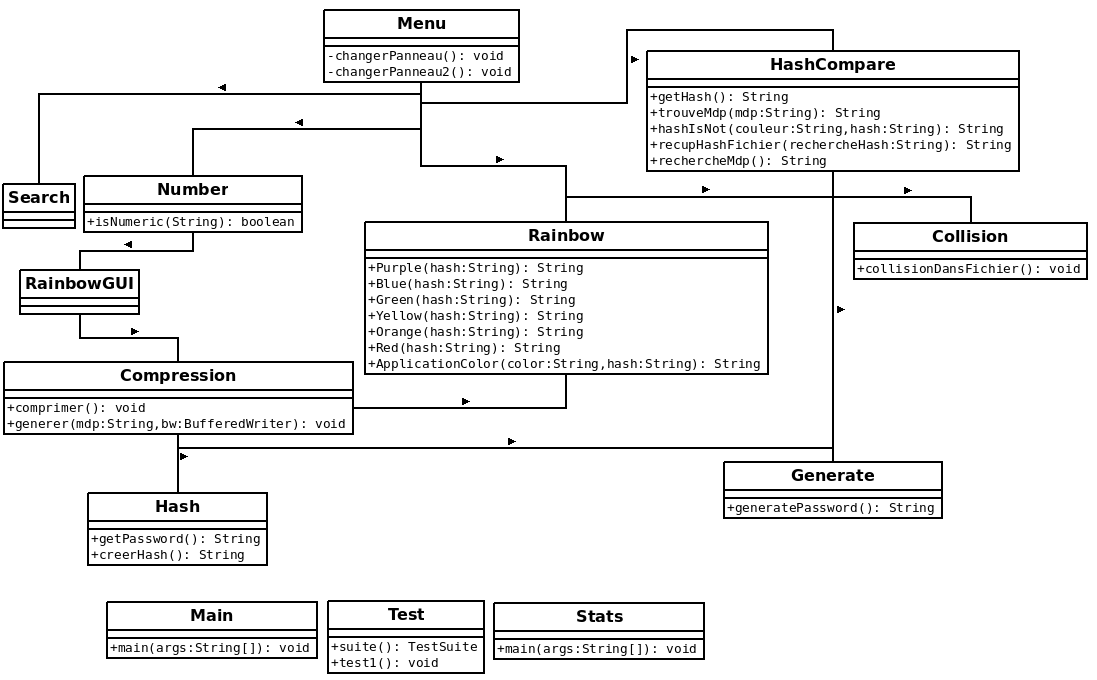 Menu
-changerPanneau(): void
-changerPanneau2(): void
HashCompare
+getHash(): String
+trouveMdp(mdp:String): String
+hashIsNot(couleur:String,hash:String): String
+recupHashFichier(rechercheHash:String): String
+rechercheMdp(): String
Search
Number
+isNumeric(String): boolean
Rainbow
+Purple(hash:String): String
+Blue(hash:String): String
+Green(hash:String): String
+Yellow(hash:String): String
+Orange(hash:String): String
+Red(hash:String): String
+ApplicationColor(color:String,hash:String): String
Collision
+collisionDansFichier(): void
RainbowGUI
Compression
+comprimer(): void
+generer(mdp:String,bw:BufferedWriter): void
Generate
+generatePassword(): String
Hash
+getPassword(): String
+creerHash(): String
Main
+main(args:String[]): void
Test
+suite(): TestSuite
+test1(): void
Stats
+main(args:String[]): void